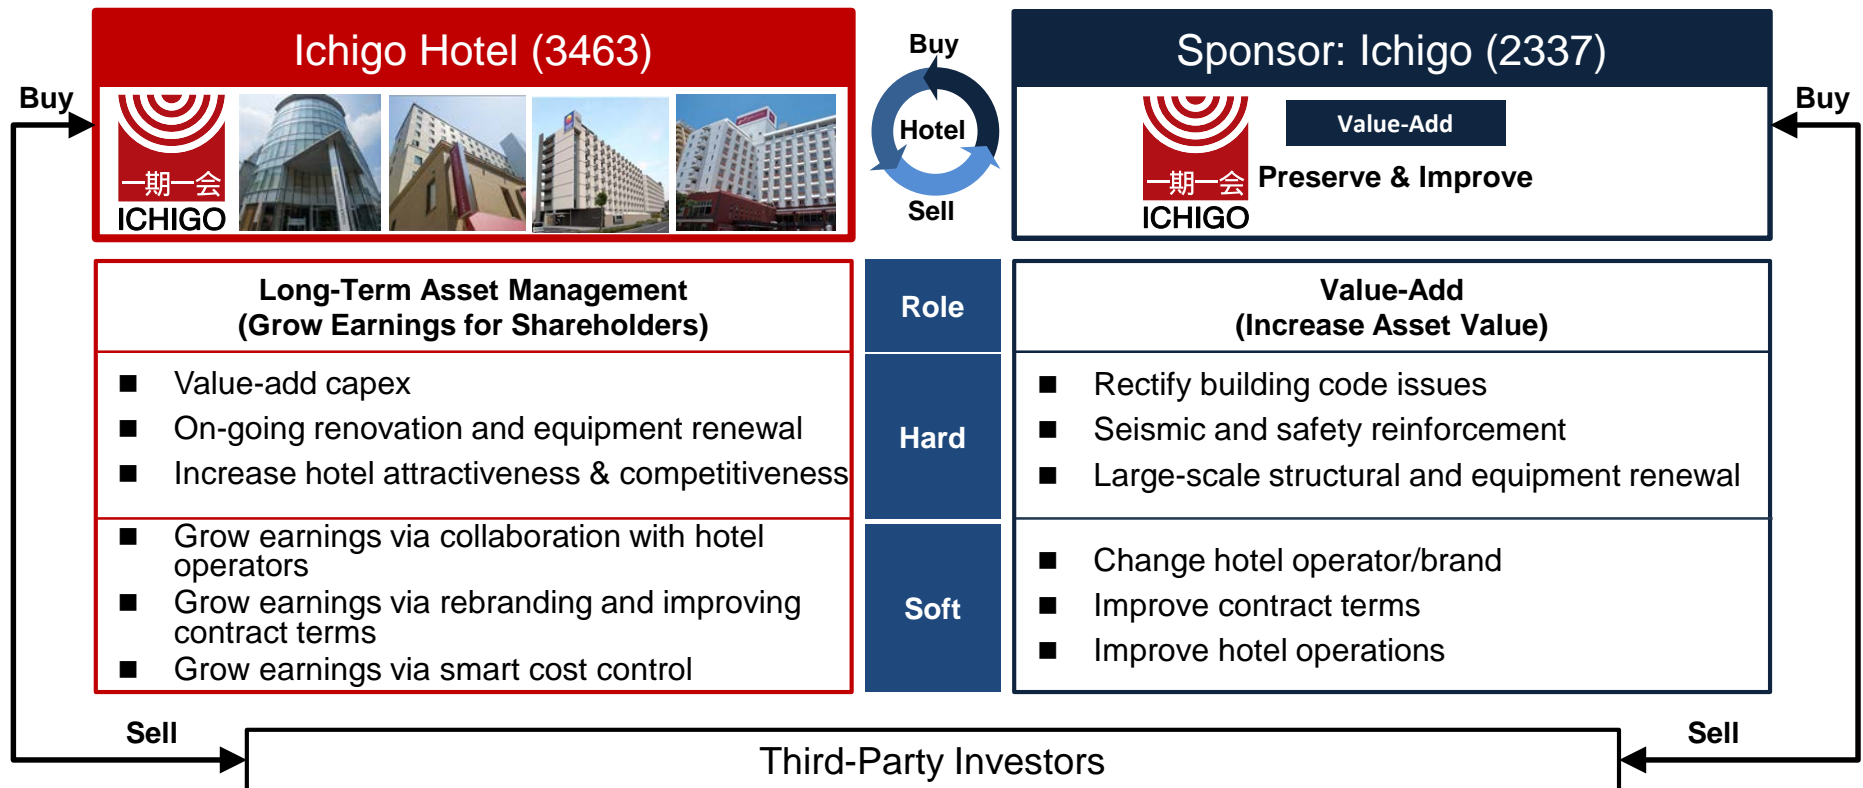 Ichigo Hotel (3463)
Buy
Sponsor: Ichigo (2337)
Buy
Buy
一期一会
ICHIGO
Hotel
Sell
一期一会
ICHIGO
Value-Add
Preserve & Improve
Long-Term Asset Management
(Grow Earnings for Shareholders)
Role
Value-Add
(Increase Asset Value)
■ Value-add capex
■ On-going renovation and equipment renewal
■ Increase hotel attractiveness & competitiveness
Hard
■ Rectify building code issues
■ Seismic and safety reinforcement
■ Large-scale structural and equipment renewal
■ Grow earnings via collaboration with hotel
operators
■ Grow earnings via rebranding and improving
contract terms
■ Grow earnings via smart cost control
Soft
■ Change hotel operator/brand
■ Improve contract terms
■ Improve hotel operations
Sell
Sell
Third-Party Investors